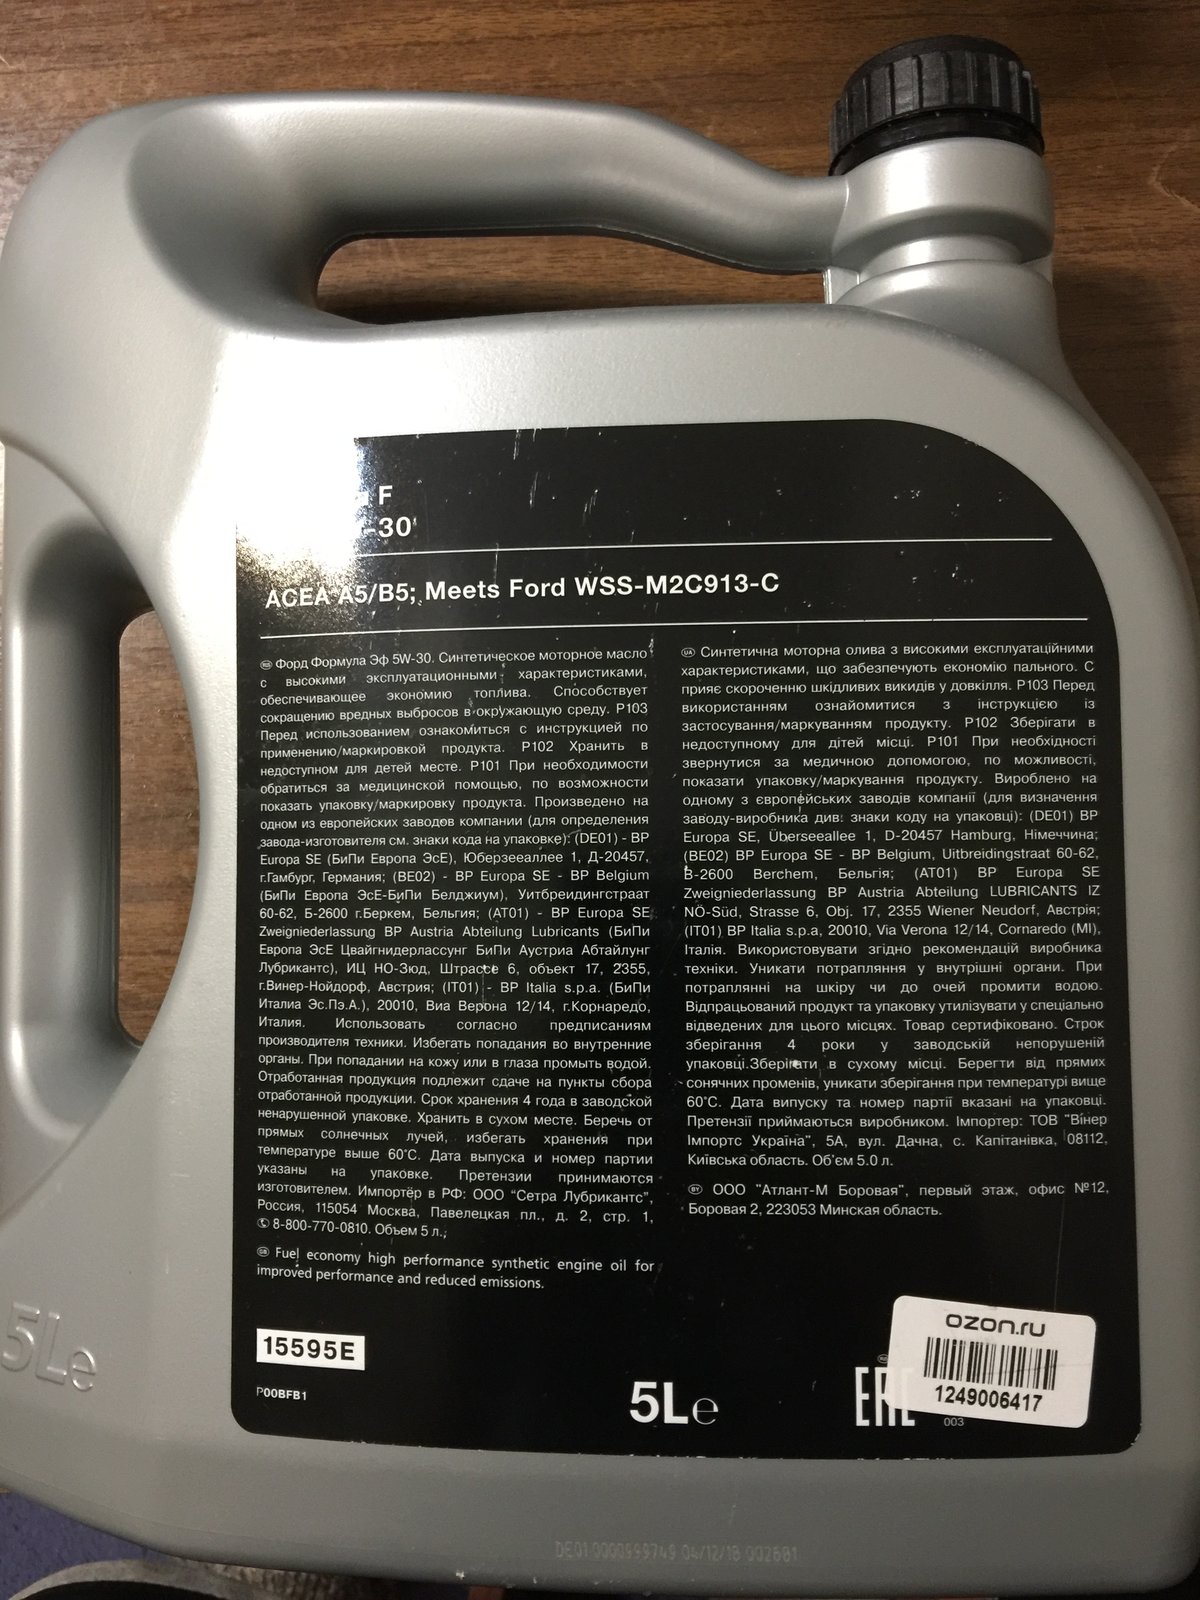 F
-30
ACEA A5/B5; Meets Ford WSS-M2C913-C
RUS Форд Формула Эф 5W-30. Синтетическое моторное масло
с высокими эксплуатационными характеристиками,
обеспечивающее экономию топлива. Способствует
сокращению вредных выбросов в окружающую среду. P103
Перед использованием ознакомиться с инструкцией по
применению/маркировкой продукта. P102 Хранить в
недоступном для детей месте. P101 При необходимости
обратиться за медицинской помощью, по возможности
показать упаковку/маркировку продукта. Произведено на
одном из европейских заводов компании (для определения
завода-изготовителя см. знаки кода на упаковке): (DE01) - BP
Europa SE (БиПи Европа ЭсЕ), Юберзееаллее 1, Д-20457,
г.Гамбург, Германия; (BE02) - BP Europa SE - BP Belgium
(БиПи Европа ЭсЕ-БиПи Белджиум), Уитбреидингстраат
60-62, Б-2600 г.Беркем, Бельгия; (AT01) - BP Europa SE
Zweigniederlassung BP Austria Abteilung Lubricants (БиПи
Европа ЭсЕ Цвайгнидерлассунг БиПи Аустриа Абтайлунг
Лубрикантс), ИЦ НО-Зюд, Штрассе 6, объект 17, 2355,
г.Винер-Нойдорф, Австрия; (IT01) - BP Italia s.p.a. (БиПи
Италиа Эс.Пэ.А.), 20010, Виа Верона 12/14, г.Корнаредо,
Италия. Использовать согласно предписаниям
производителя техники. Избегать попадания во внутренние
органы. При попадании на кожу или в глаза промыть водой.
Отработанная продукция подлежит сдаче на пункты сбора
отработанной продукции. Срок хранения 4 года в заводской
ненарушенной упаковке. Хранить в сухом месте. Беречь от
прямых солнечных лучей, избегать хранения при
температуре выше 60°C. Дата выпуска и номер партии
указаны на упаковке. Претензии принимаются
изготовителем. Импортёр в РФ: ООО "Сетра Лубрикантс",
Россия, 115054 Москва, Павелецкая пл., д. 2, стр. 1,
✆ 8-800-770-0810. Объем 5 л.;
GB Fuel economy high performance synthetic engine oil for
improved performance and reduced emissions.
UA Синтетична моторна олива з високими експлуатаційними
характеристиками, що забезпечують економію пального. С
прияє скороченню шкідливих викидів у довкілля. P103 Перед
використанням ознайомитися з інструкцією із
застосування/маркуванням продукту. P102 Зберігати в
недоступному для дітей місці. P101 При необхідності
звернутися за медичною допомогою, по можливості,
показати упаковку/маркування продукту. Вироблено на
одному з європейських заводів компанії (для визначення
заводу-виробника див. знаки коду на упаковці): (DE01) BP
Europa SE, Überseeallee 1, D-20457 Hamburg, Німеччина;
(BE02) BP Europa SE - BP Belgium, Uitbreidingstraat 60-62,
B-2600 Berchem, Бельгія; (AT01) BP Europa SE
Zweigniederlassung BP Austria Abteilung LUBRICANTS IZ
NÖ-Süd, Strasse 6, Obj. 17, 2355 Wiener Neudorf, Австрія;
(IT01) BP Italia s.p.a, 20010, Via Verona 12/14, Cornaredo (MI),
Італія. Використовувати згідно рекомендацій виробника
техніки. Уникати потрапляння у внутрішні органи. При
потраплянні на шкіру чи до очей промити водою.
Відпрацьований продукт та упаковку утилізувати у спеціально
відведених для цього місцях. Товар сертифіковано. Строк
зберігання 4 роки у заводській непорушеній
упаковці.Зберігати в сухому місці. Берегти від прямих
сонячних променів, уникати зберігання при температурі вище
60°C. Дата випуску та номер партії вказані на упаковці.
Претензії приймаються виробником. Імпортер: ТОВ "Вінер
Імпортс Україна", 5А, вул. Дачна, с. Капітанівка, 08112,
Київська область. Об'єм 5.0 л.
BY ООО "Атлант-М Боровая", первый этаж, офис №12,
Боровая 2, 223053 Минская область.
15595E
P00BFB1
5L℮
EAC
003
ozon.ru
1249006417
5L℮
DE01 0000999749 04/12/18 002681